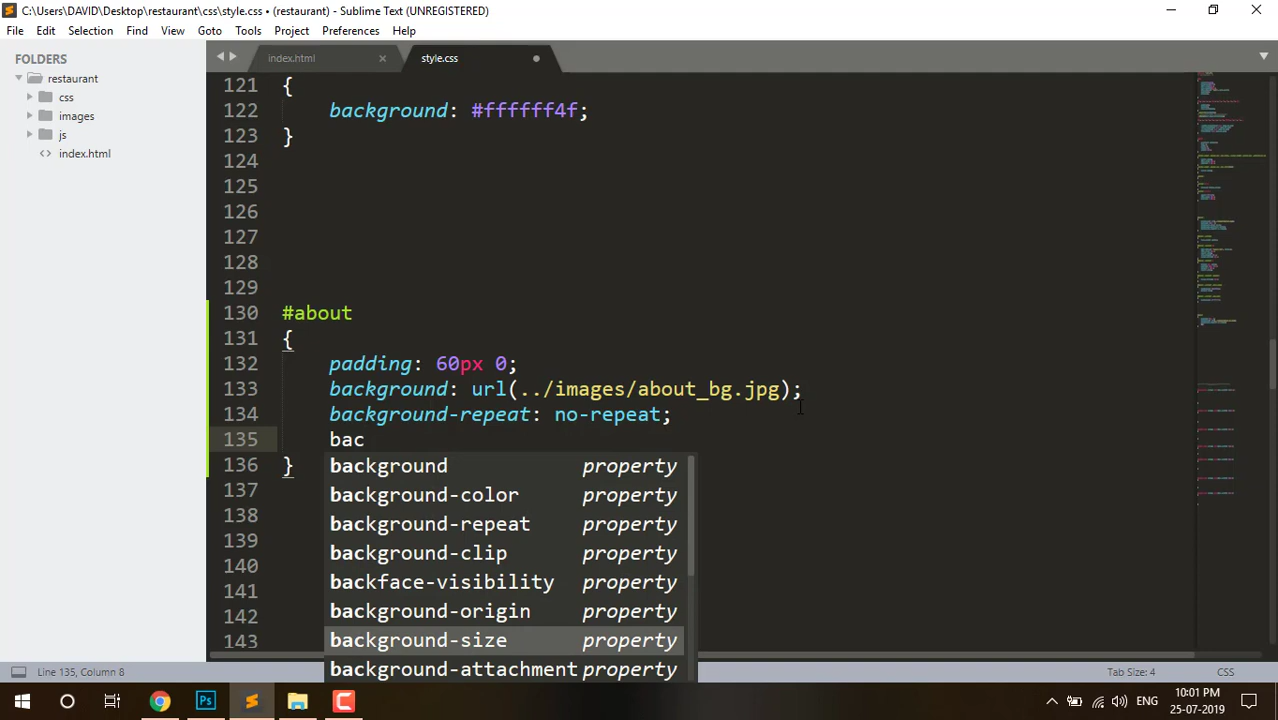 C:\Users\DAVID\Desktop\restaurant\css\style.css • (restaurant) - Sublime Text (UNREGISTERED)
File Edit Selection Find View Goto Tools Project Preferences Help
FOLDERS
restaurant
css
images
js
index.html
index.html style.css
121 {
122 background: #ffffff4f;
123 }
124
125
126
127
128
129
130 #about
131 {
132 padding: 60px 0;
133 background: url(../images/about_bg.jpg);
134 background-repeat: no-repeat;
135 bac
136 }
137
138
139
140
141
142
143
background property
background-color property
background-repeat property
background-clip property
backface-visibility property
background-origin property
background-size property
background-attachment property
Line 135, Column 8 Tab Size: 4 CSS
ENG 10:01 PM
25-07-2019